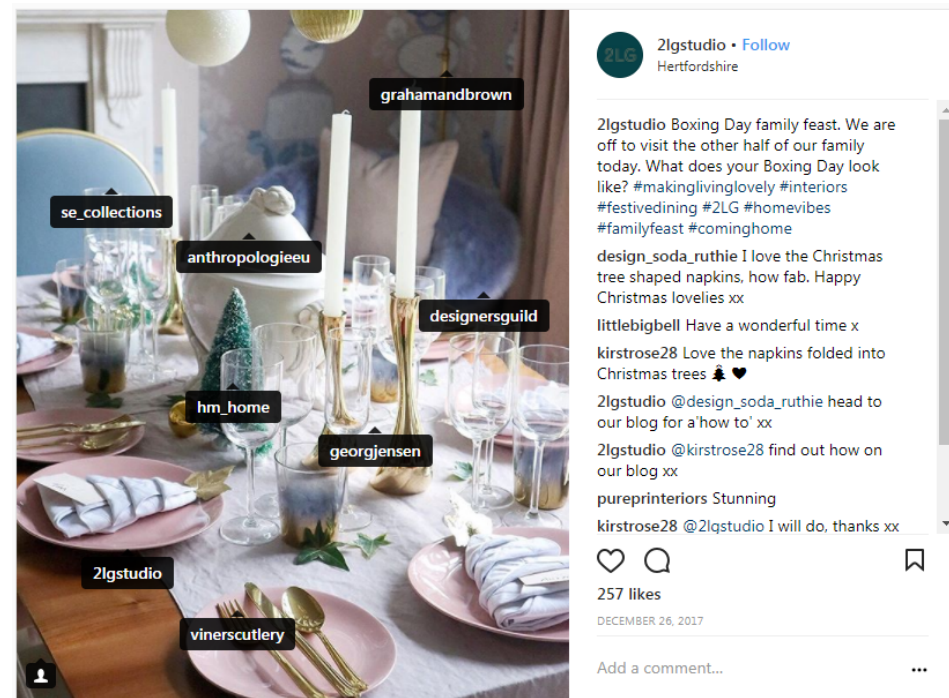 grahamandbrown
se_collections
anthropologieeu
designersguild
hm_home
georgjensen
2lgstudio
vinerscutlery
2LG
2lgstudio • Follow
Hertfordshire
2lgstudio Boxing Day family feast. We are
off to visit the other half of our family
today. What does your Boxing Day look
like? #makinglivinglovely #interiors
#festivedining #2LG #homevibes
#familyfeast #cominghome
design_soda_ruthie I love the Christmas
tree shaped napkins, how fab. Happy
Christmas lovelies xx
littlebigbell Have a wonderful time x
kirstrose28 Love the napkins folded into
Christmas trees 🌲 ♥
2lgstudio @design_soda_ruthie head to
our blog for a'how to' xx
2lgstudio @kirstrose28 find out how on
our blog xx
pureprinteriors Stunning
kirstrose28 @2lgstudio I will do, thanks xx
257 likes
DECEMBER 26, 2017
Add a comment...